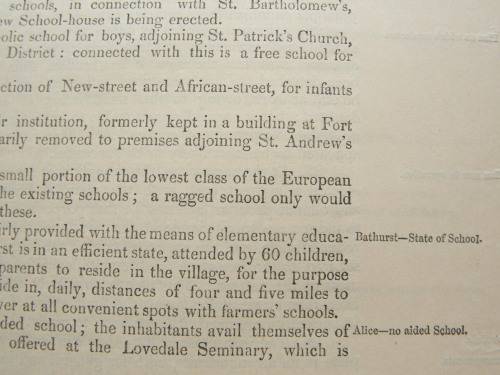 schools, in connection with St. Bartholomew's,
ew School-house is being erected.
olic school for boys, adjoining St. Patrick's Church,
District: connected with this is a free school for
ction of New-street and African-street, for infants
r institution, formerly kept in a building at Fort
arily removed to premises adjoining St. Andrew's
small portion of the lowest class of the European
he existing schools; a ragged school only would
these.
irly provided with the means of elementary educa- Bathurst—State of School.
rst is in an efficient state, attended by 60 children,
parents to reside in the village, for the purpose
ide in, daily, distances of four and five miles to
ver at all convenient spots with farmers' schools.
ded school; the inhabitants avail themselves of Alice—no aided School.
offered at the Lovedale Seminary, which is